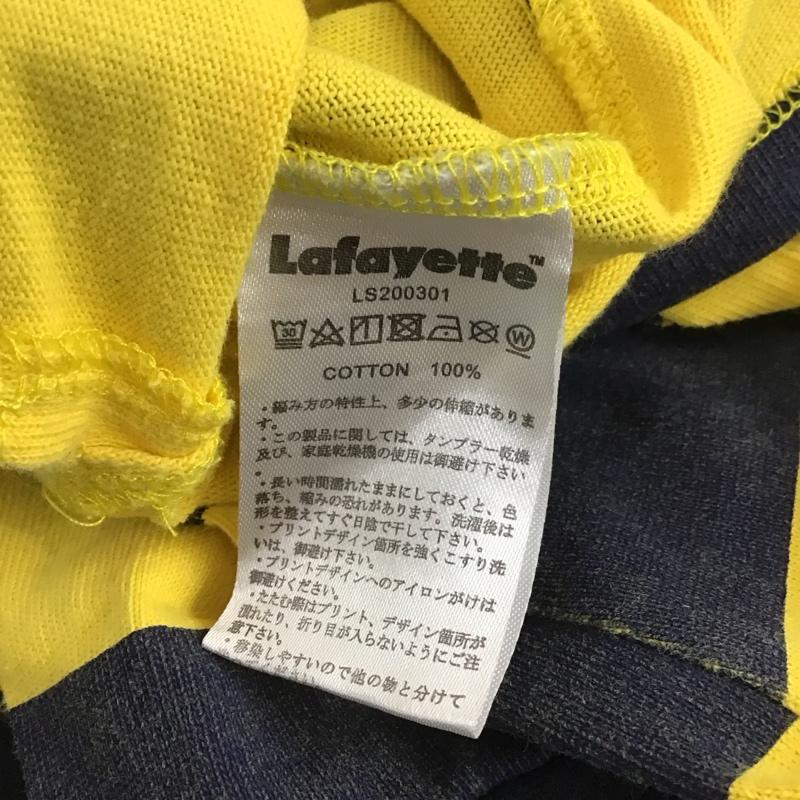 Lafayette™
LS200301
30 W
COTTON 100%
・編み方の特性上、多少の伸縮がありま
す。
・この製品に関しては、タンブラー乾燥
及び、家庭乾燥機の使用は御避け下さい
。
・長い時間濡れたままにしておくと、色
落ち、縮みの恐れがあります。洗濯後は
形を整えてすぐ日陰で干して下さい。
・プリントデザイン箇所を強くこすり洗
いは、御避け下さい。
・プリントデザインへのアイロンがけは
御避けください。
・たたむ際はプリント、デザイン箇所が
潰れたり、折り目が入らないようにご注
意下さい。
・移染しやすいので他の物と分けて
ださい。